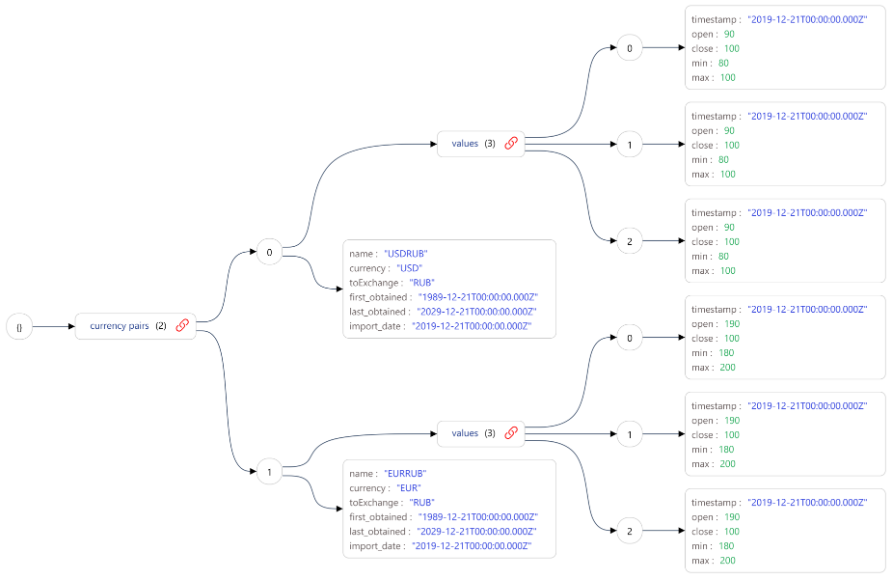 {}
currency pairs (2)
0
values (3)
0
timestamp : "2019-12-21T00:00:00.000Z"
open : 90
close : 100
min : 80
max : 100
1
timestamp : "2019-12-21T00:00:00.000Z"
open : 90
close : 100
min : 80
max : 100
2
timestamp : "2019-12-21T00:00:00.000Z"
open : 90
close : 100
min : 80
max : 100
name : "USDRUB"
currency : "USD"
toExchange : "RUB"
first_obtained : "1989-12-21T00:00:00.000Z"
last_obtained : "2029-12-21T00:00:00.000Z"
import_date : "2019-12-21T00:00:00.000Z"
1
values (3)
0
timestamp : "2019-12-21T00:00:00.000Z"
open : 190
close : 100
min : 180
max : 200
1
timestamp : "2019-12-21T00:00:00.000Z"
open : 190
close : 100
min : 180
max : 200
2
timestamp : "2019-12-21T00:00:00.000Z"
open : 190
close : 100
min : 180
max : 200
name : "EURRUB"
currency : "EUR"
toExchange : "RUB"
first_obtained : "1989-12-21T00:00:00.000Z"
last_obtained : "2029-12-21T00:00:00.000Z"
import_date : "2019-12-21T00:00:00.000Z"